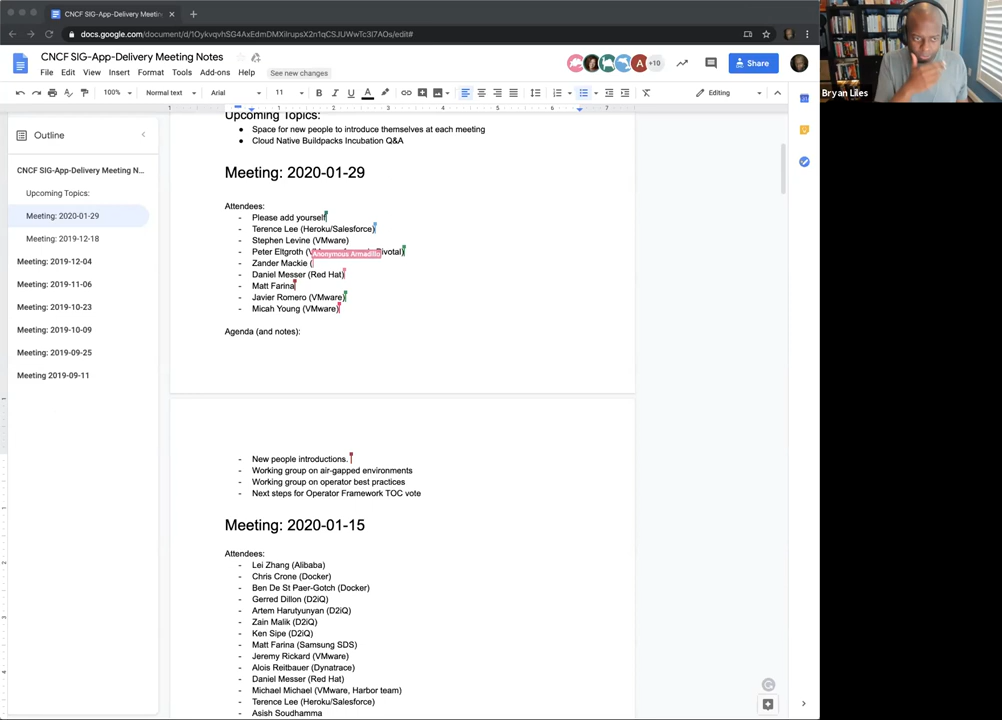 CNCF SIG-App-Delivery Meetin
CNCF SIG-App-Delivery Meeting Notes
File Edit View Insert Format Tools Add-ons Help See new changes
A +10 Share
100% Normal text Arial 11 Editing
1 1 2 3 4 5 6 7
Outline
CNCF SIG-App-Delivery Meeting N...
Upcoming Topics:
Meeting: 2020-01-29
Meeting: 2019-12-18
Meeting: 2019-12-04
Meeting: 2019-11-06
Meeting: 2019-10-23
Meeting: 2019-10-09
Meeting: 2019-09-25
Meeting 2019-09-11
Upcoming Topics:
● Space for new people to introduce themselves at each meeting
● Cloud Native Buildpacks Incubation Q&A
Meeting: 2020-01-29
Attendees:
- Please add yourself
- Terence Lee (Heroku/Salesforce)
- Stephen Levine (VMware)
- Peter Eltgroth (V Pivotal)
Anonymous Armadillo
- Zander Mackie (
- Daniel Messer (Red Hat)
- Matt Farina
- Javier Romero (VMware)
- Micah Young (VMware)
Agenda (and notes):
- New people introductions.
- Working group on air-gapped environments
- Working group on operator best practices
- Next steps for Operator Framework TOC vote
Meeting: 2020-01-15
Attendees:
- Lei Zhang (Alibaba)
- Chris Crone (Docker)
- Ben De St Paer-Gotch (Docker)
- Gerred Dillon (D2iQ)
- Artem Harutyunyan (D2iQ)
- Zain Malik (D2iQ)
- Ken Sipe (D2iQ)
- Matt Farina (Samsung SDS)
- Jeremy Rickard (VMware)
- Alois Reitbauer (Dynatrace)
- Daniel Messer (Red Hat)
- Michael Michael (VMware, Harbor team)
- Terence Lee (Heroku/Salesforce)
- Asish Soudhamma
Bryan Liles